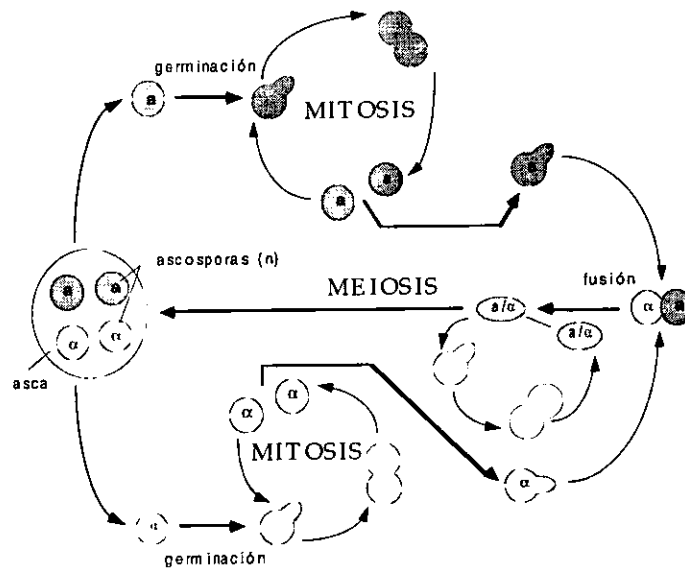 germinación
a
MITOSIS
a
a
a
ascosporas (n)
a
a
MEIOSIS
fusión
a/α
α a
a/α
α α
asca
α α
MITOSIS
α
α
germinación